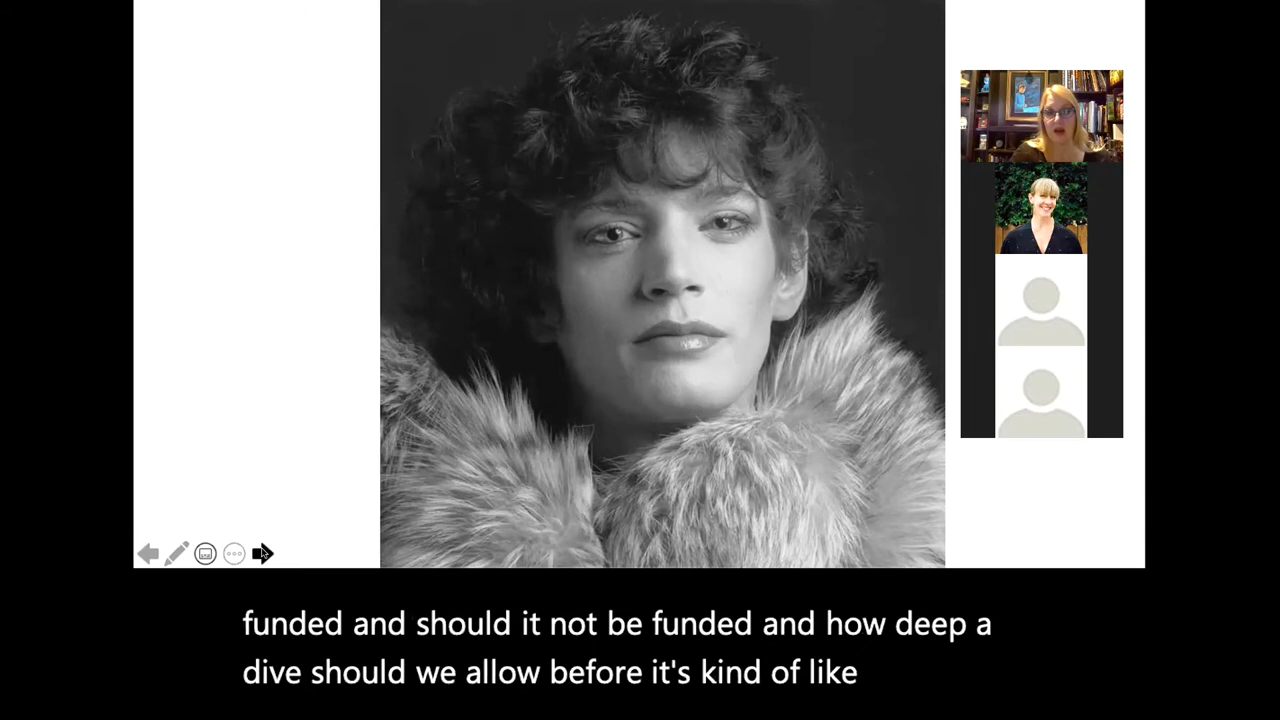 funded and should it not be funded and how deep a
dive should we allow before it's kind of like